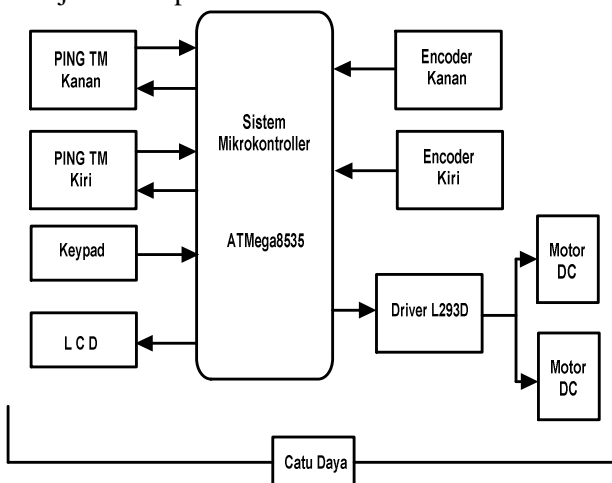 PING TM
Kanan
PING TM
Kiri
Keypad
L C D
Sistem
Mikrokontroller
ATMega8535
Encoder
Kanan
Encoder
Kiri
Driver L293D
Motor
DC
Motor
DC
Catu Daya